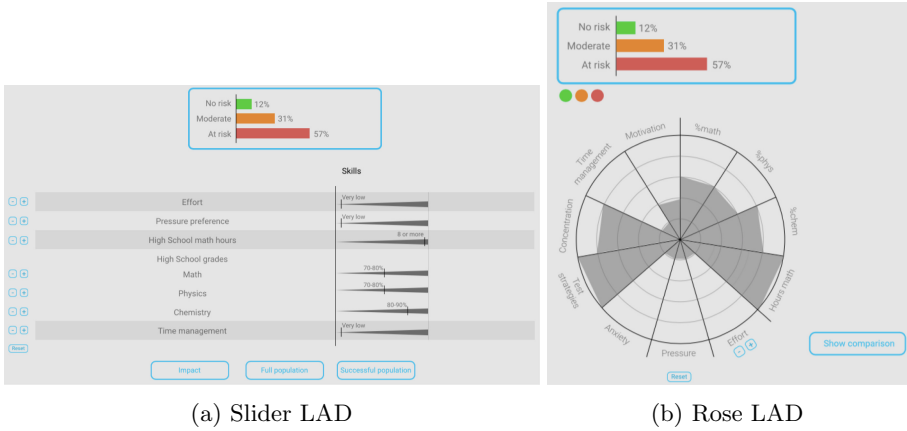 No risk
12%
Moderate
31%
At risk
57%
Skills
- + Effort Very low
- + Pressure preference Very low
- + High School math hours 8 or more
High School grades
- + Math 70-80%
- + Physics 70-80%
- + Chemistry 80-90%
- + Time management Very low
Reset
Impact
Full population
Successful population
(a) Slider LAD
No risk
12%
Moderate
31%
At risk
57%
Motivation
%math
%phys
%chem
Hours math
Effort
- +
Pressure
Anxiety
Test
strategies
Concentration
Time
management
Show comparison
Reset
(b) Rose LAD